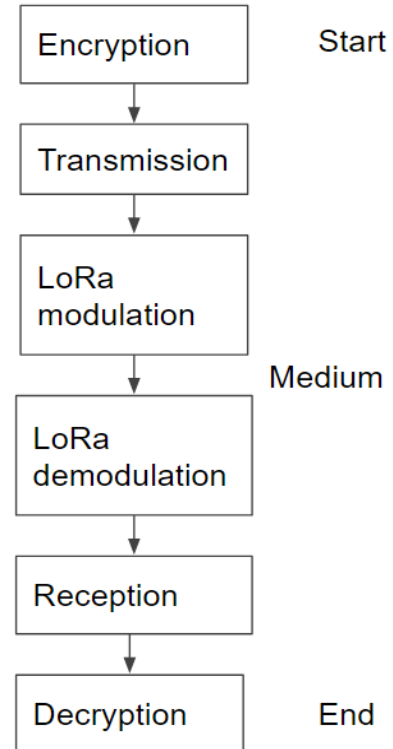 Encryption
Start
Transmission
LoRa
modulation
Medium
LoRa
demodulation
Reception
Decryption
End